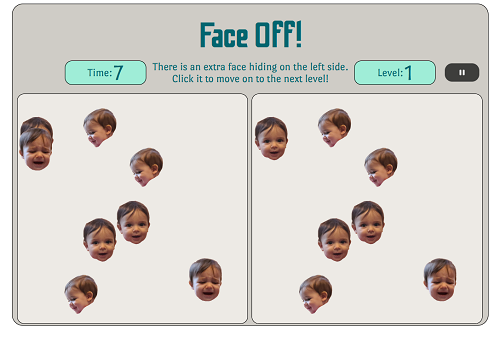 Face Off!
Time: 7
There is an extra face hiding on the left side.
Click it to move on to the next level!
Level: 1